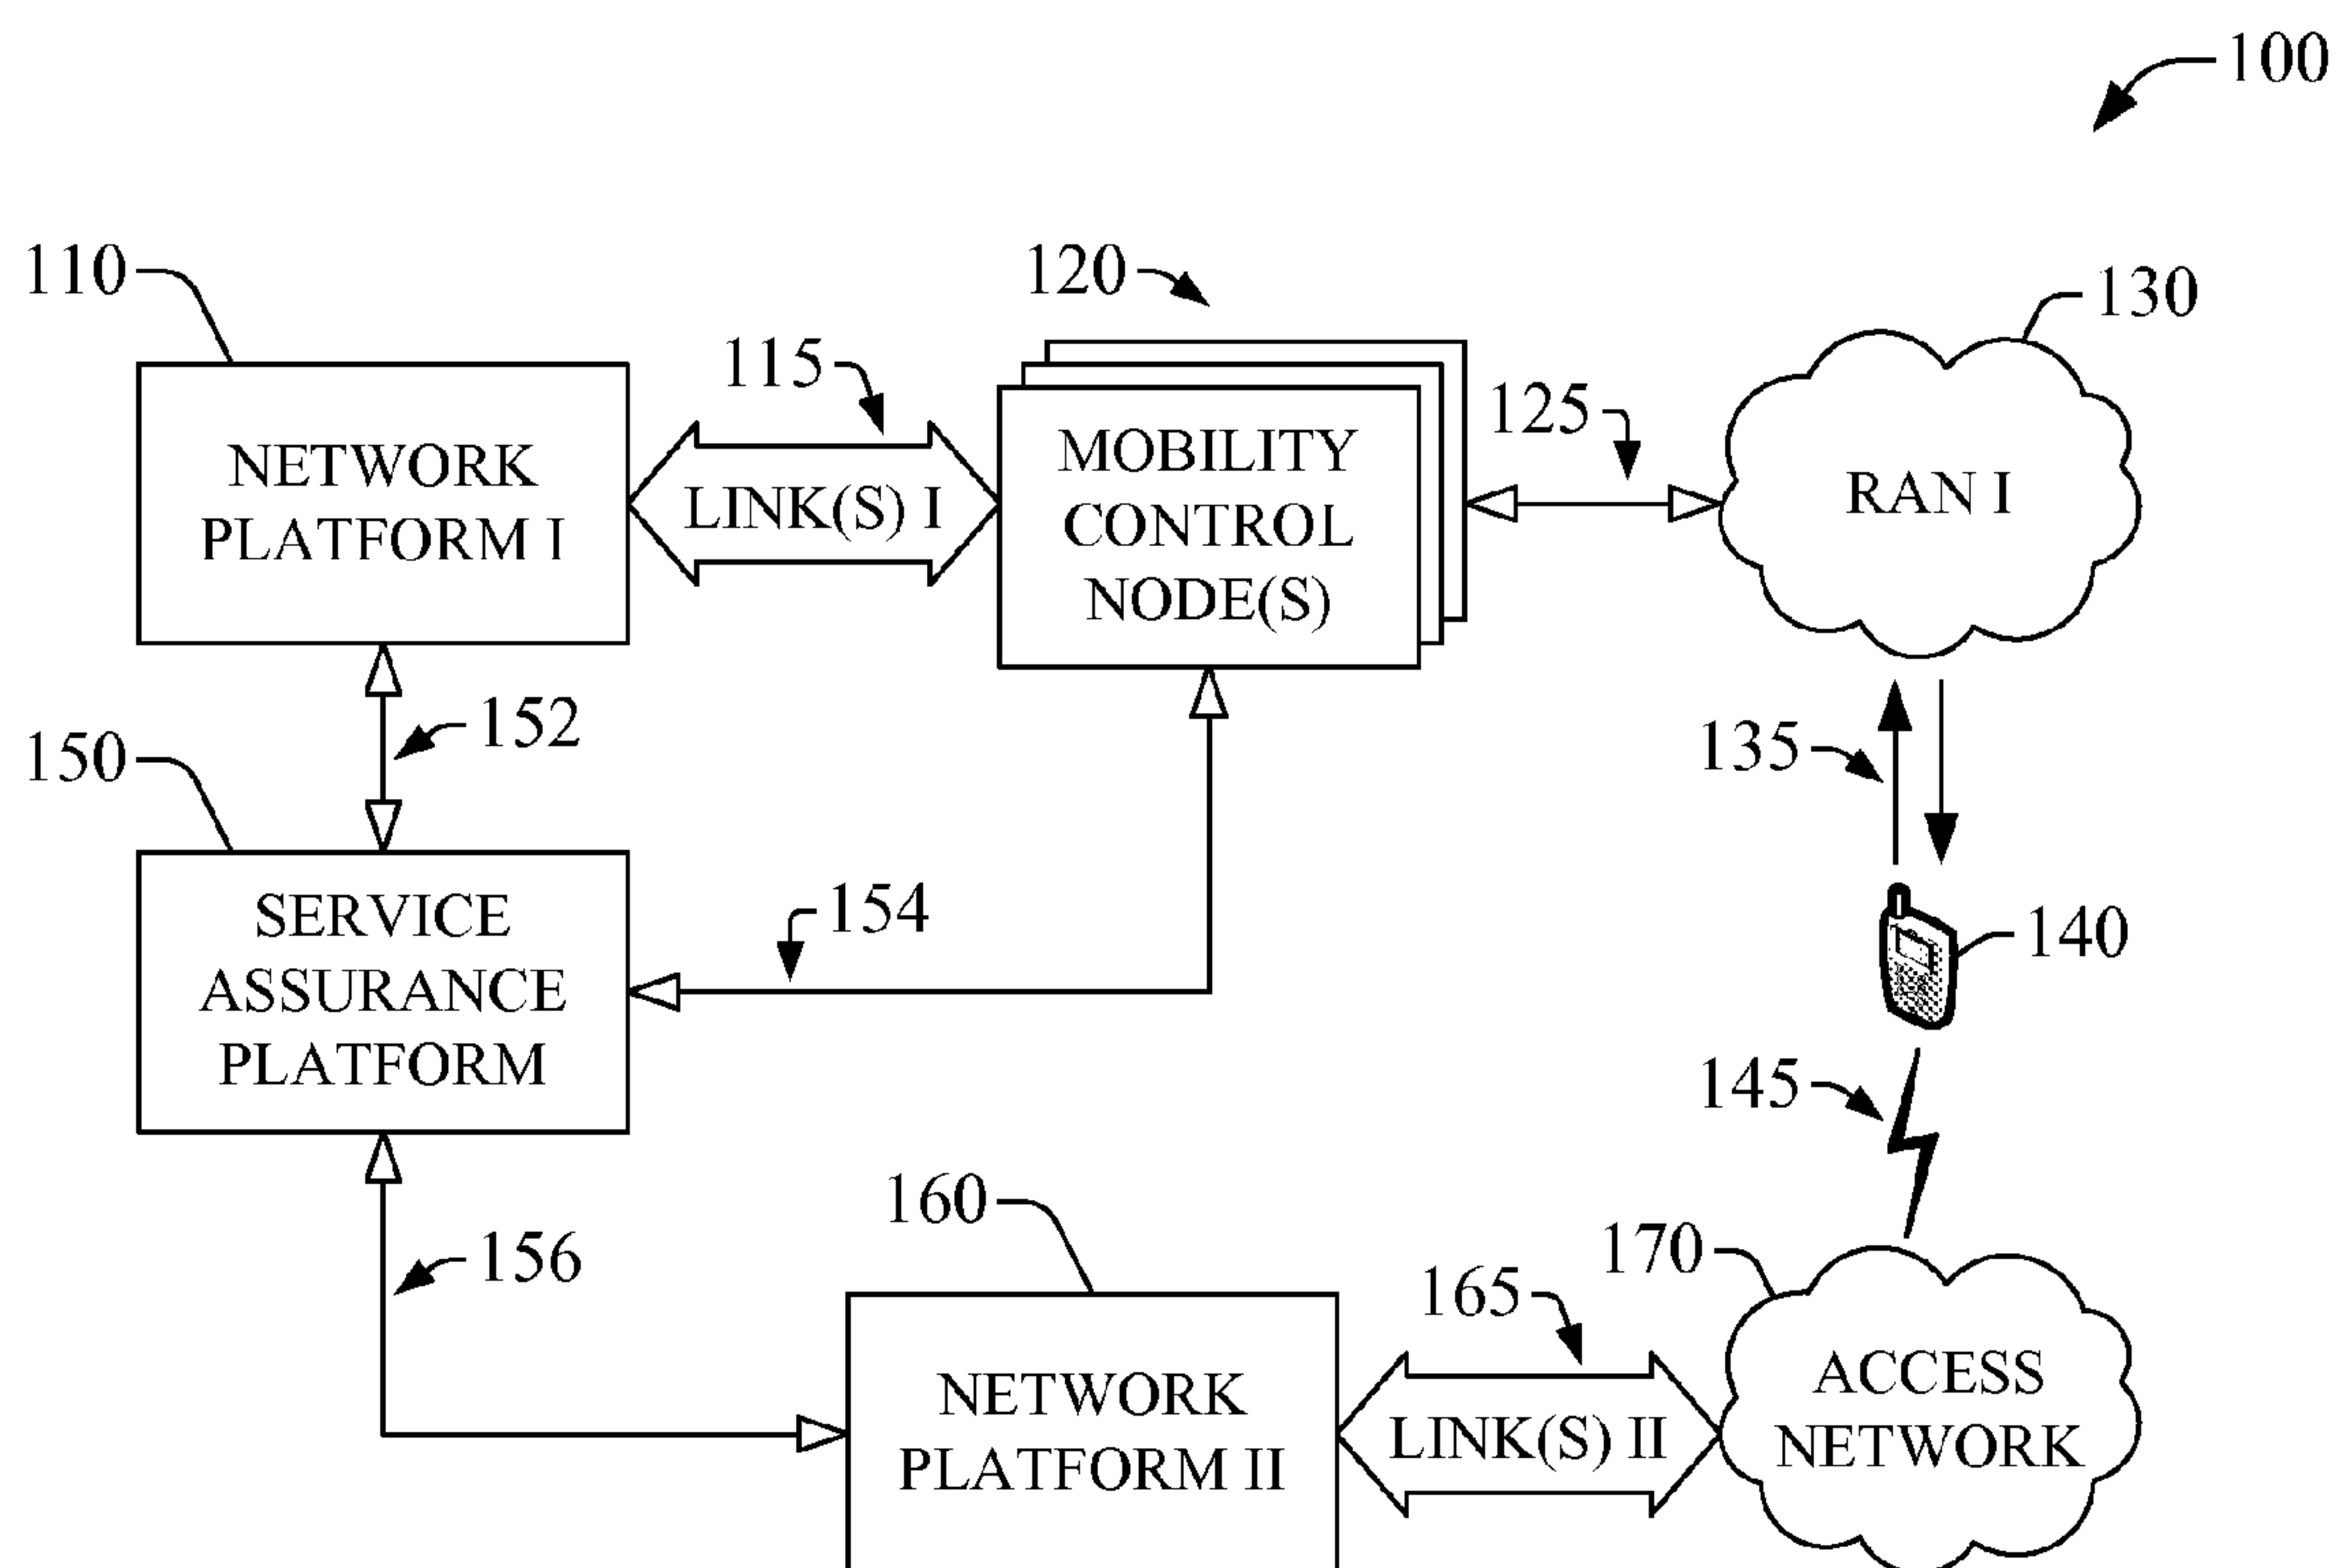 100
110
120
130
115
125
NETWORK
PLATFORM I
LINK(S) I
MOBILITY
CONTROL
NODE(S)
RAN I
152
135
150
SERVICE
ASSURANCE
PLATFORM
154
140
145
156
160
170
165
NETWORK
PLATFORM II
LINK(S) II
ACCESS
NETWORK